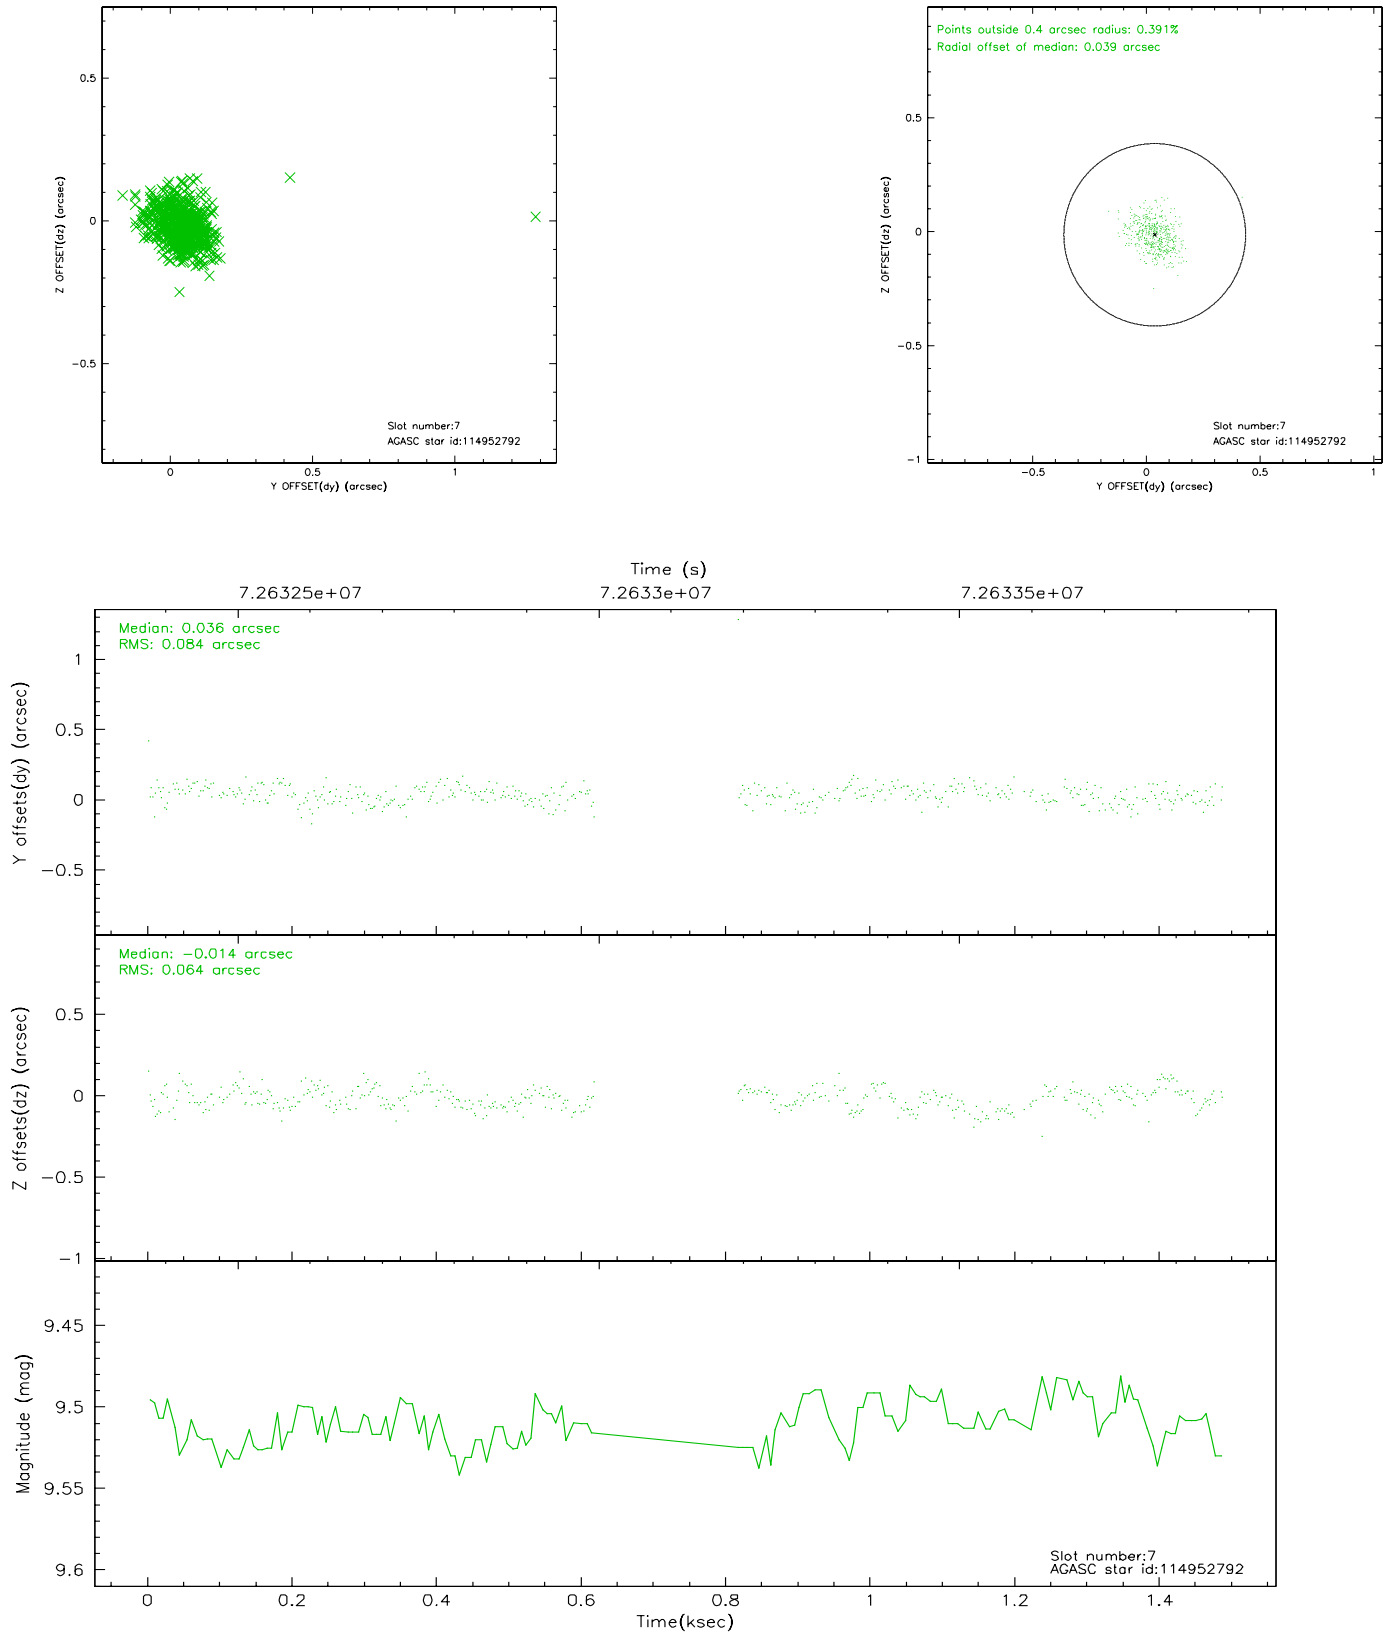 0.5
0
−0.5
Z OFFSET(dz) (arcsec)
Slot number:7
AGASC star id:114952792
0 0.5 1
Y OFFSET(dy) (arcsec)
Points outside 0.4 arcsec radius: 0.391%
Radial offset of median: 0.039 arcsec
0.5
0
−0.5
−1
Z OFFSET(dz) (arcsec)
Slot number:7
AGASC star id:114952792
−0.5 0 0.5 1
Y OFFSET(dy) (arcsec)
Time (s)
7.26325e+07 7.2633e+07 7.26335e+07
Median: 0.036 arcsec
RMS: 0.084 arcsec
1
0.5
0
−0.5
Y offsets(dy) (arcsec)
Median: −0.014 arcsec
RMS: 0.064 arcsec
0.5
0
−0.5
−1
Z offsets(dz) (arcsec)
9.45
9.5
9.55
9.6
Magnitude (mag)
Slot number:7
AGASC star id:114952792
0 0.2 0.4 0.6 0.8 1 1.2 1.4
Time(ksec)